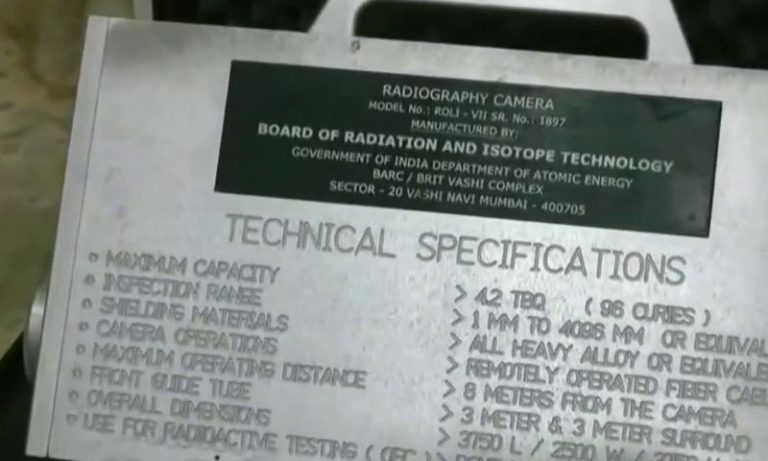 RADIOGRAPHY CAMERA
MODEL No.: ROLI - VII SR. No.: 1897
MANUFACTURED BY:
BOARD OF RADIATION AND ISOTOPE TECHNOLOGY
GOVERNMENT OF INDIA DEPARTMENT OF ATOMIC ENERGY
BARC / BRIT VASHI COMPLEX
SECTOR - 20 VASHI NAVI MUMBAI - 400705
TECHNICAL SPECIFICATIONS
MAXIMUM CAPACITY > 4.2 TBQ ( 96 CURIES )
INSPECTION RANGE > 1 MM TO 4096 MM OR EQUIVAL
SHIELDING MATERIALS > ALL HEAVY ALLOY OR EQUIVALE
CAMERA OPERATIONS > REMOTELY OPERATED FIBER CABL
MAXIMUM OPERATING DISTANCE > 8 METERS FROM THE CAMERA
FRONT GUIDE TUBE > 3 METER & 3 METER SURROUND
OVERALL DIMENSIONS > 3750 L / 2500 W /
USE FOR RADIOACTIVE TESTING